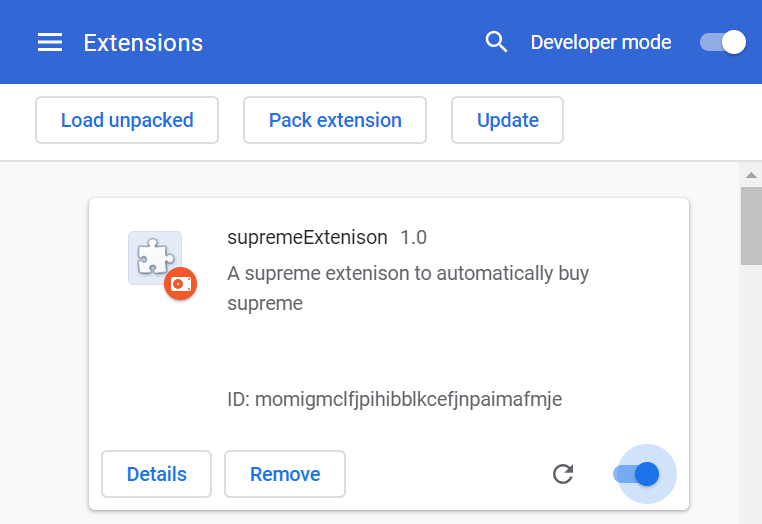 Extensions
Developer mode
Load unpacked
Pack extension
Update
supremeExtenison 1.0
A supreme extenison to automatically buy
supreme
ID: momigmclfjpihibblkcefjnpaimafmje
Details
Remove